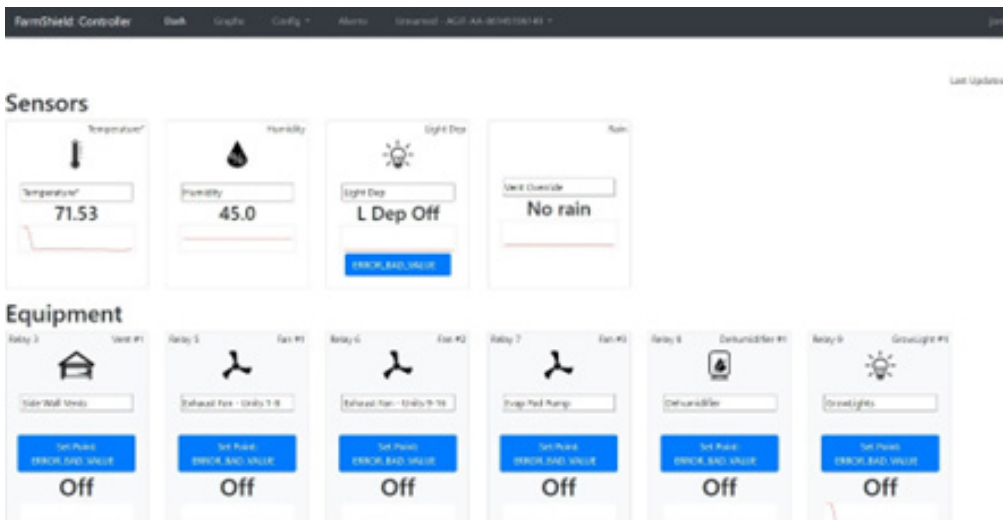 FarmShield Controller Dash Graphs Config Alerts
Last Updated
Sensors
Temperature* Humidity Light Dep Rain
Temperature* Humidity Light Dep Vent Override
71.53 45.0 L Dep Off No rain
ERROR_BAD_VALUE
Equipment
Relay 3 Vent #1 Relay 5 Fan #1 Relay 6 Fan #2 Relay 7 Fan #3 Relay 8 Dehumidifier #1 Relay 9 GrowLight #1
Side Wall Vents Exhaust Fan - Units 1-8 Exhaust Fan - Units 9-16 Evap Pad Pump Dehumidifier GrowLights
Set Point: Set Point: Set Point: Set Point: Set Point: Set Point:
ERROR_BAD_VALUE ERROR_BAD_VALUE ERROR_BAD_VALUE ERROR_BAD_VALUE ERROR_BAD_VALUE ERROR_BAD_VALUE
Off Off Off Off Off Off